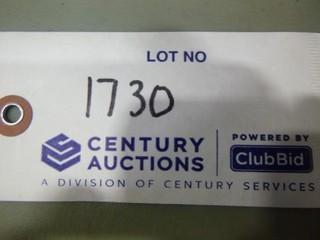 LOT NO
1730
CENTURY AUCTIONS
POWERED BY
ClubBid
A DIVISION OF CENTURY SERVICES